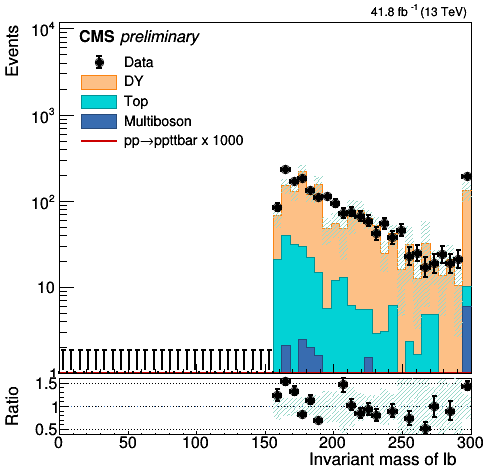 41.8 fb⁻¹ (13 TeV)
Events
CMS preliminary
Data
DY
Top
Multiboson
pp→ppttbar x 1000
10⁴
10³
10²
10
1
Ratio
1.5
1
0.5
0 50 100 150 200 250 300
Invariant mass of lb